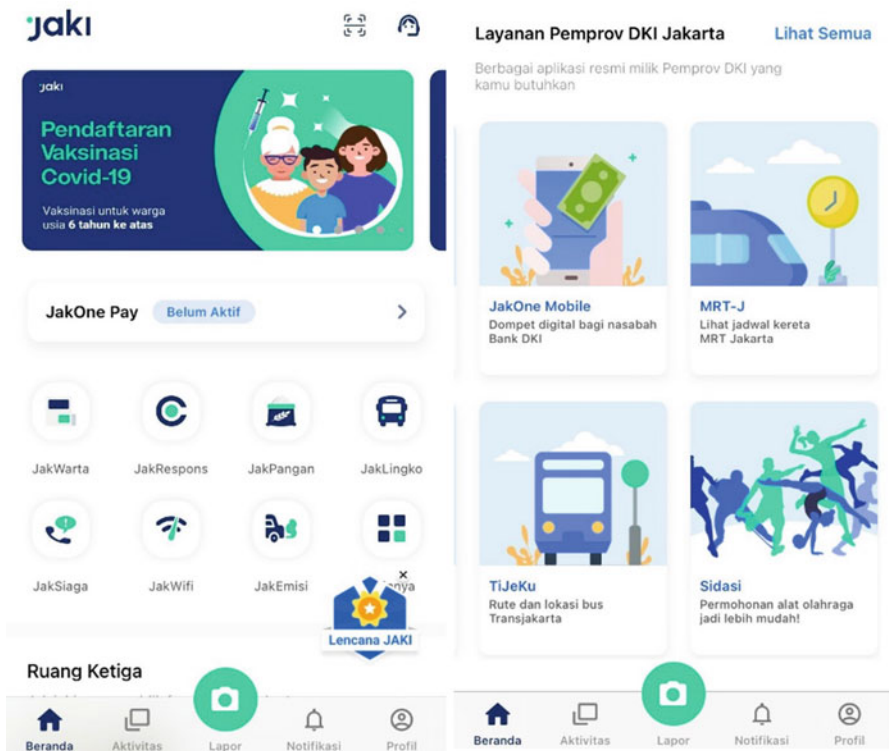 JAKI
JAKI
Pendaftaran
Vaksinasi
Covid-19
Vaksinasi untuk warga
usia 6 tahun ke atas
JakOne Pay
Belum Aktif
JakWarta
JakRespons
JakPangan
JakLingko
JakSiaga
JakWifi
JakEmisi
Lencana JAKI
Ruang Ketiga
Beranda
Aktivitas
Lapor
Notifikasi
Profil
Layanan Pemprov DKI Jakarta
Lihat Semua
Berbagai aplikasi resmi milik Pemprov DKI yang
kamu butuhkan
JakOne Mobile
Dompet digital bagi nasabah
Bank DKI
MRT-J
Lihat jadwal kereta
MRT Jakarta
TiJeKu
Rute dan lokasi bus
Transjakarta
Sidasi
Permohonan alat olahraga
jadi lebih mudah!
Beranda
Aktivitas
Lapor
Notifikasi
Profil